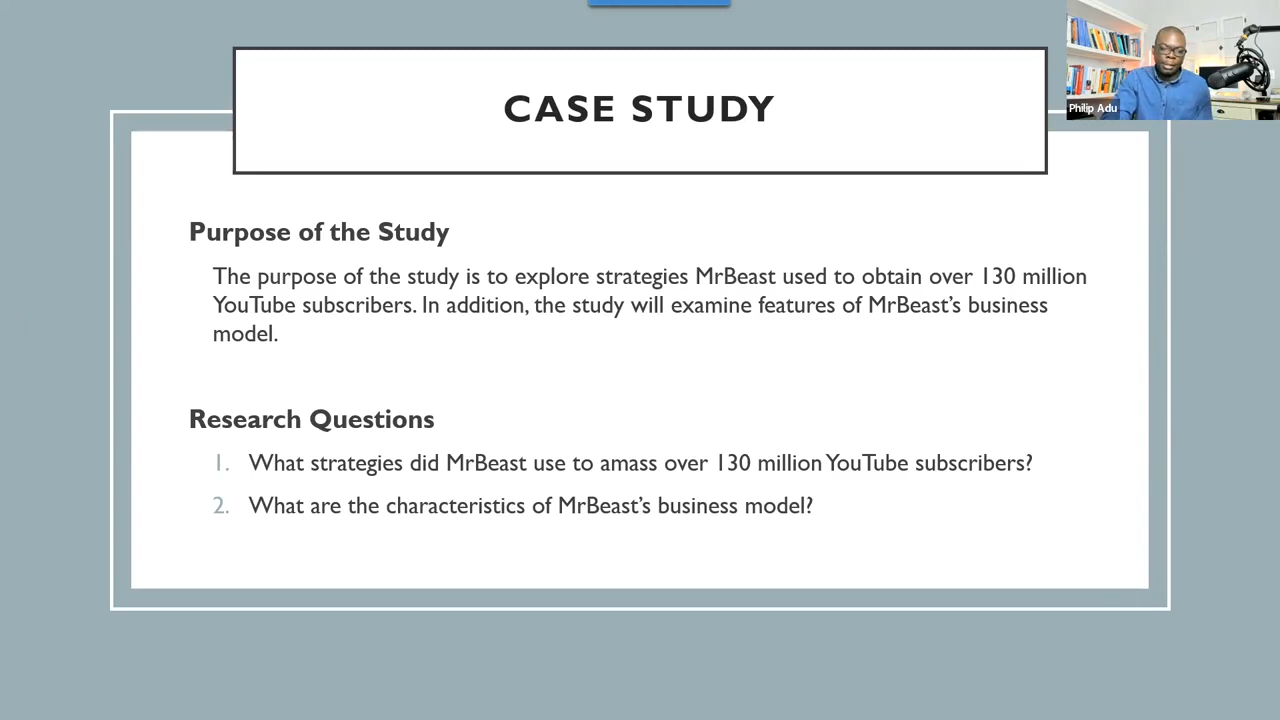 CASE STUDY
Philip Adu
Purpose of the Study
The purpose of the study is to explore strategies MrBeast used to obtain over 130 million
YouTube subscribers. In addition, the study will examine features of MrBeast’s business
model.
Research Questions
1. What strategies did MrBeast use to amass over 130 million YouTube subscribers?
2. What are the characteristics of MrBeast’s business model?